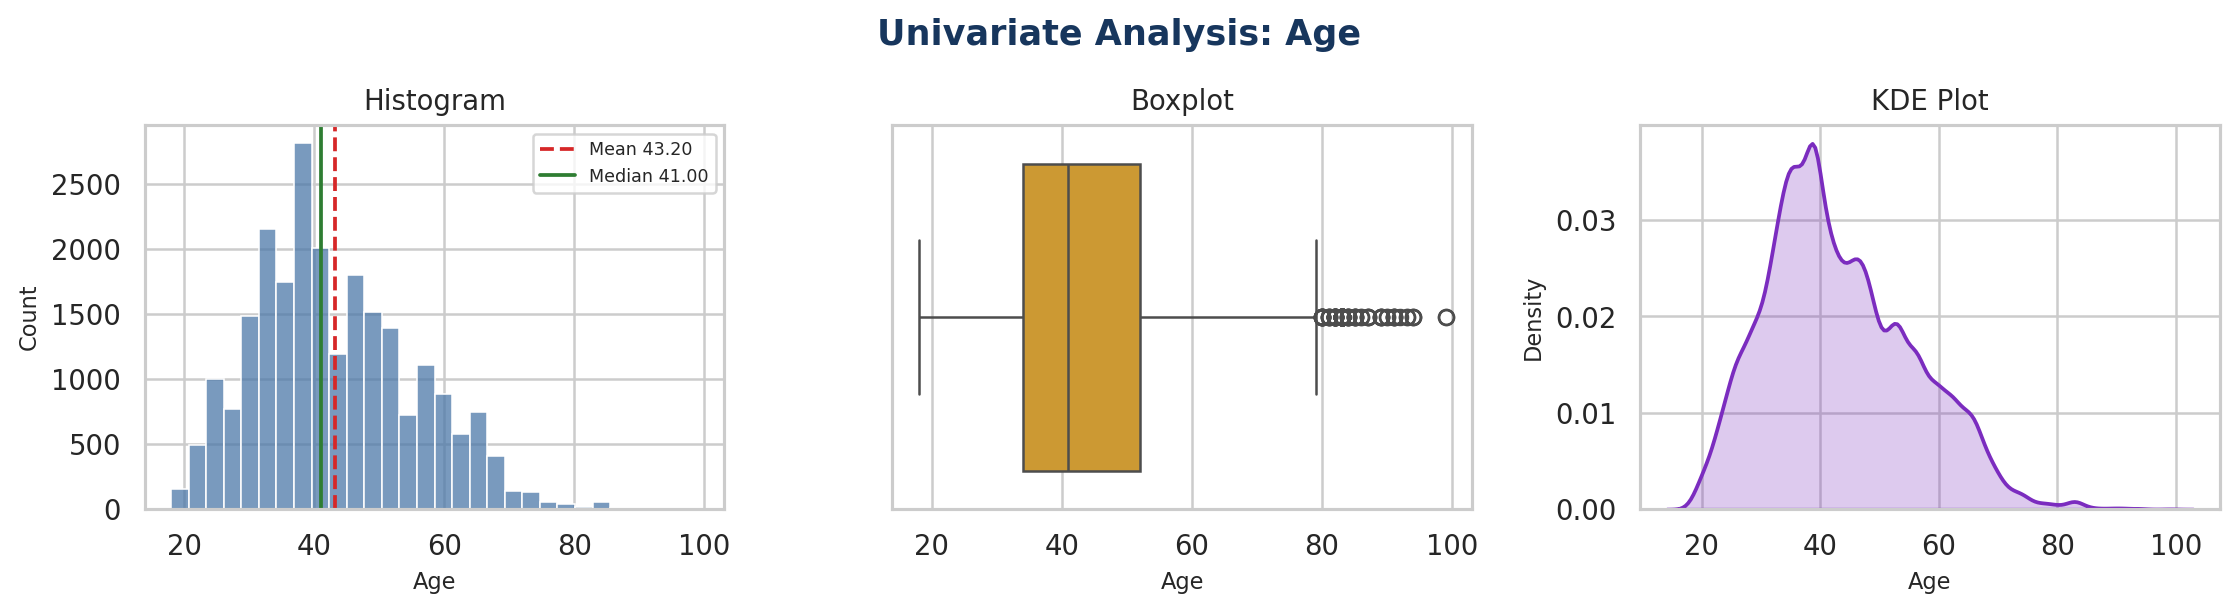 Univariate Analysis: Age
Histogram
Count
2500
2000
1500
1000
500
0
Mean 43.20
Median 41.00
20 40 60 80 100
Age
Boxplot
20 40 60 80 100
Age
KDE Plot
Density
0.03
0.02
0.01
0.00
20 40 60 80 100
Age